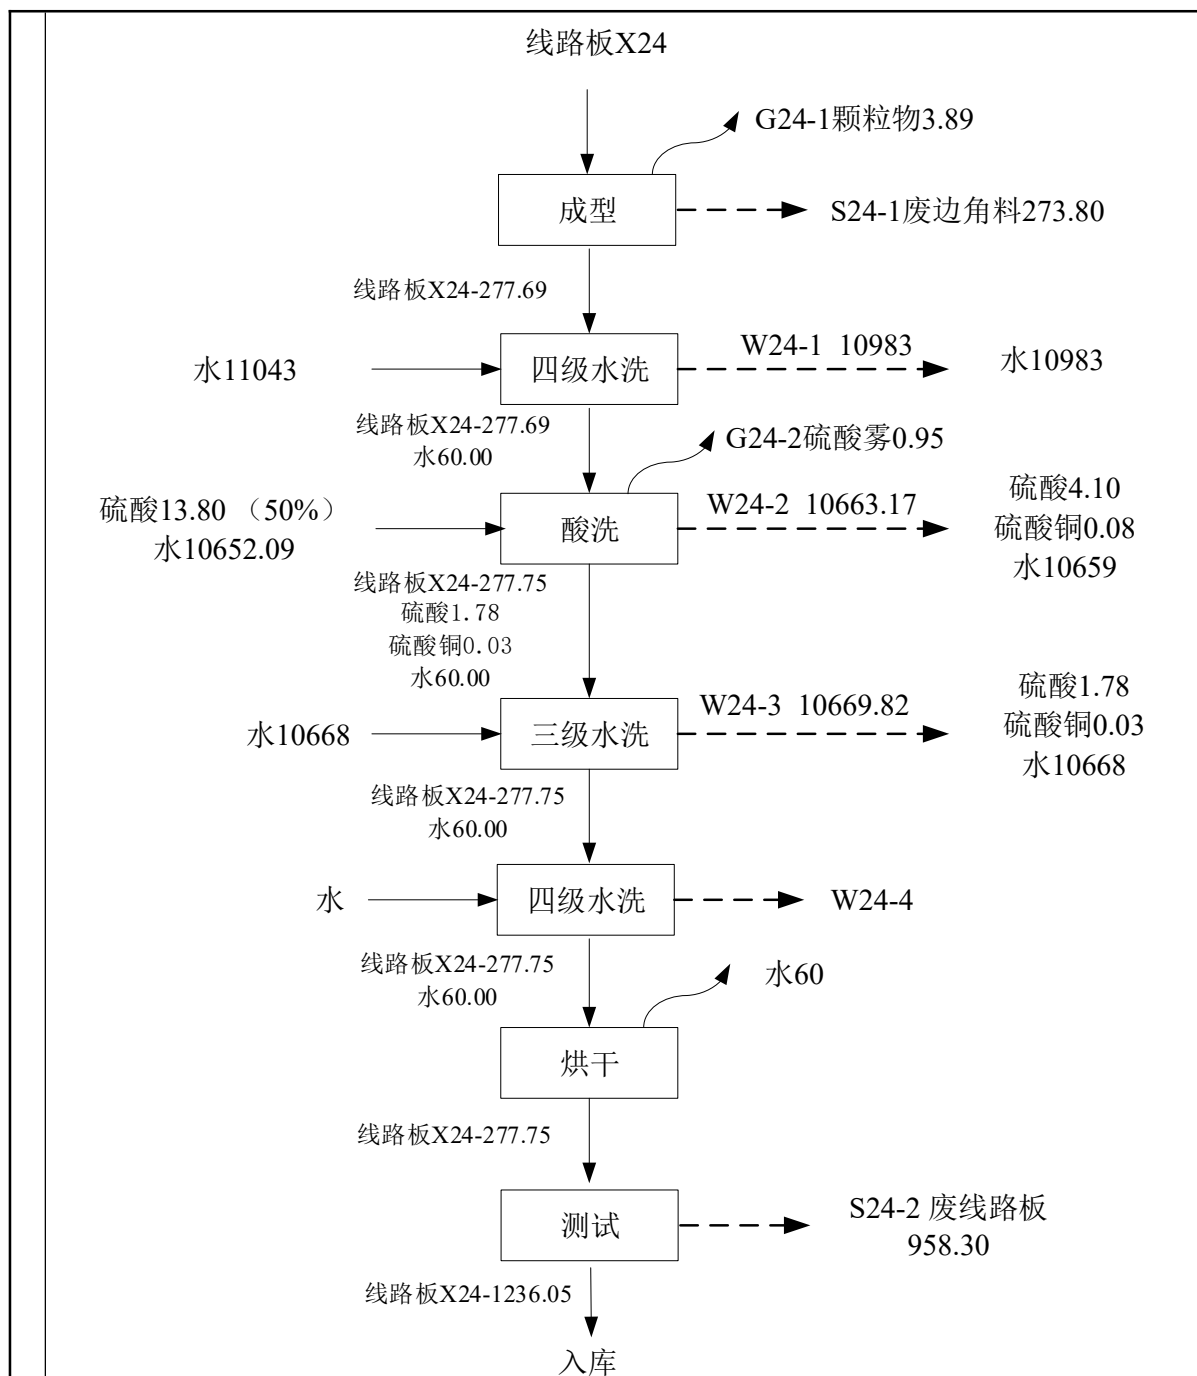 线路板X24
G24-1颗粒物3.89
成型
S24-1废边角料273.80
线路板X24-277.69
水11043
四级水洗
W24-1 10983
水10983
线路板X24-277.69
水60.00
G24-2硫酸雾0.95
硫酸13.80 （50%）
水10652.09
酸洗
W24-2 10663.17
硫酸4.10
硫酸铜0.08
水10659
线路板X24-277.75
硫酸1.78
硫酸铜0.03
水60.00
水10668
三级水洗
W24-3 10669.82
硫酸1.78
硫酸铜0.03
水10668
线路板X24-277.75
水60.00
水
四级水洗
W24-4
线路板X24-277.75
水60.00
水60
烘干
线路板X24-277.75
测试
S24-2 废线路板
958.30
线路板X24-1236.05
入库